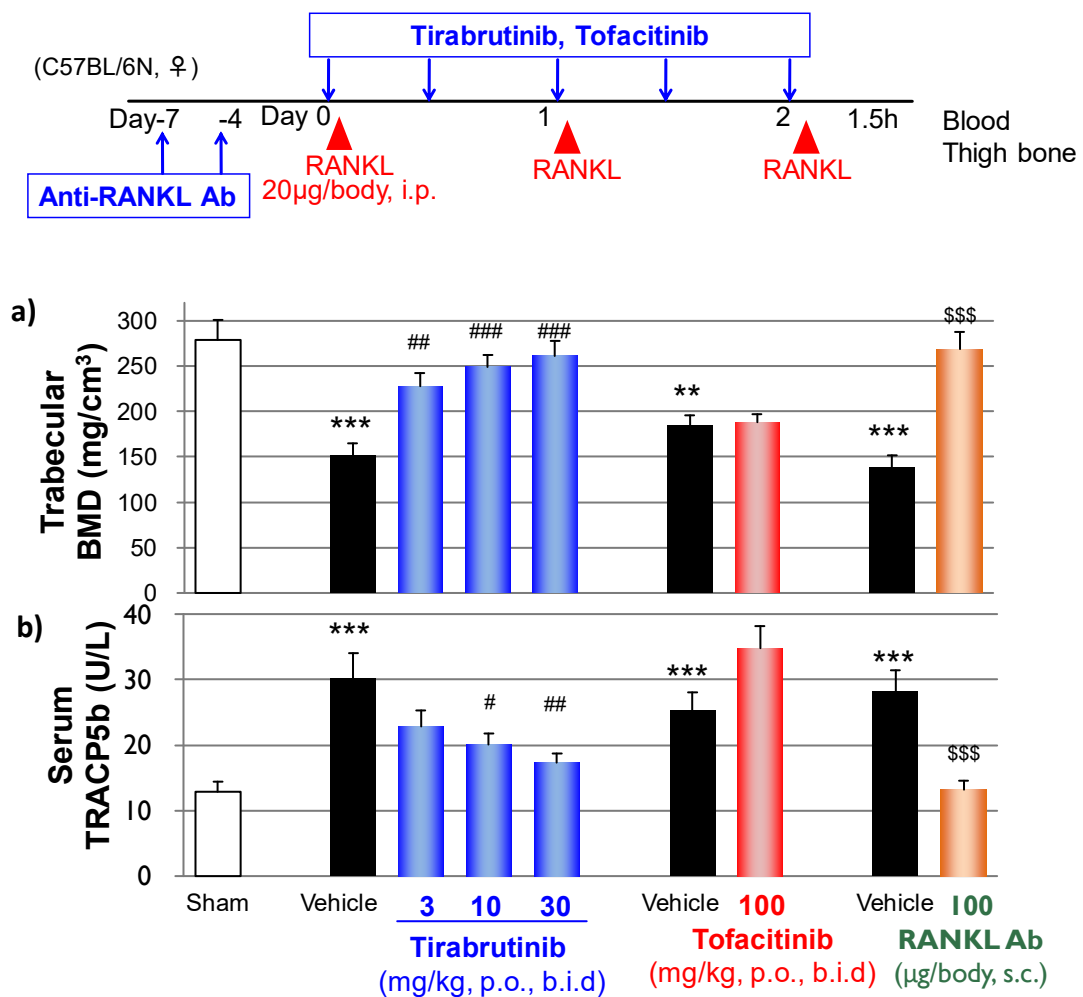 Tirabrutinib, Tofacitinib
(C57BL/6N, ♀)
Day-7 -4 Day 0 1 2 1.5h Blood
Thigh bone
RANKL RANKL RANKL
20µg/body, i.p.
Anti-RANKL Ab
a)
Trabecular
BMD (mg/cm³)
300
250
200
150
100
50
0
*** ## ### ### ** *** $$$
b)
Serum
TRACP5b (U/L)
40
30
20
10
0
*** # ## *** *** $$$
Sham Vehicle 3 10 30 Vehicle 100 Vehicle 100
Tirabrutinib Tofacitinib RANKL Ab
(mg/kg, p.o., b.i.d) (mg/kg, p.o., b.i.d) (µg/body, s.c.)